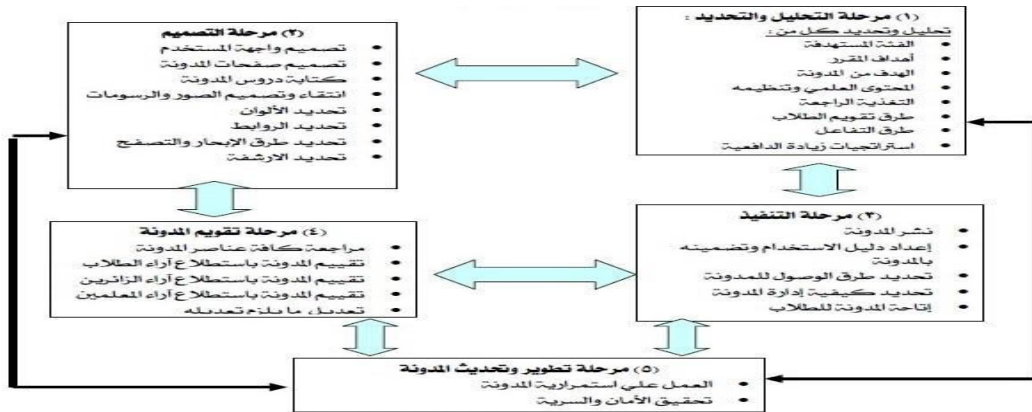 (١) مرحلة التحليل والتحديد :
تحليل وتحديد كل من :
الفئة المستهدفة
أهداف المقرر
الهدف من المدونة
المحتوى العلمي وتنظيمه
التغذية الراجعة
طرق تقويم الطلاب
طرق التفاعل
استراتجيات زيادة الدافعية
(٢) مرحلة التصميم
تصميم واجهة المستخدم
تصميم صفحات المدونة
كتابة دروس المدونة
انتقاء وتصميم الصور والرسومات
تحديد الألوان
تحديد الروابط
تحديد طرق الإبحار والتصفح
تحديد الارشفة
(٣) مرحلة التنفيذ
نشر المدونة
إعداد دليل الاستخدام وتضمينه
بالمدونة
تحديد طرق الوصول للمدونة
تحديد كيفية إدارة المدونة
إتاحة المدونة للطلاب
(٤) مرحلة تقويم المدونة
مراجعة كافة عناصر المدونة
تقييم المدونة باستطلاع آراء الطلاب
تقييم المدونة باستطلاع آراء الزائرين
تقييم المدونة باستطلاع آراء المعلمين
تعديل ما يلزم تعديله
(٥) مرحلة تطوير وتحديث المدونة
العمل علي استمرارية المدونة
تحقيق الأمان والسرية